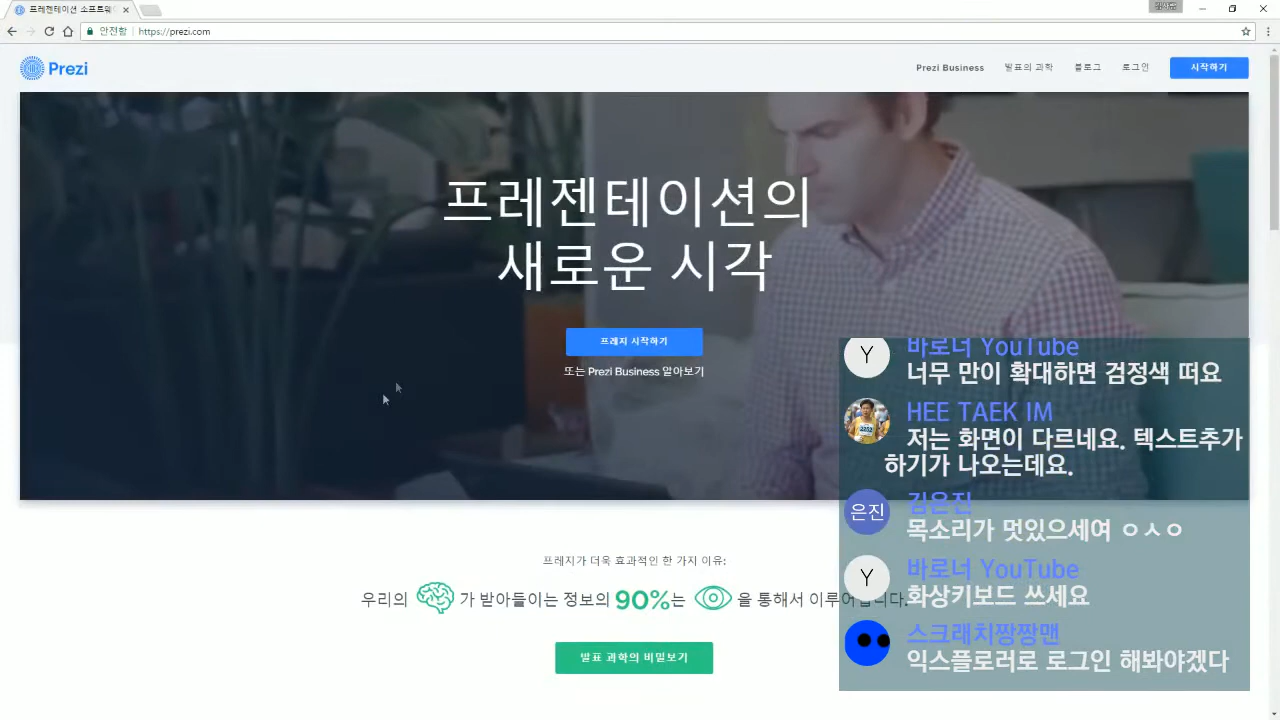 프레젠테이션 소프트웨
안전함
https://prezi.com
Prezi
Prezi Business
발표의 과학
블로그
로그인
시작하기
프레젠테이션의
새로운 시각
프레지 시작하기
또는 Prezi Business 알아보기
프레지가 더욱 효과적인 한 가지 이유:
우리의 가 받아들이는 정보의 90%는 을 통해서 이루어집니다.
발표 과학의 비밀보기
Y
바로너 YouTube
너무 만이 확대하면 검정색 떠요
HEE TAEK IM
저는 화면이 다르네요. 텍스트추가
하기가 나오는데요.
은진
김은진
목소리가 멋있으세여 ㅇㅅㅇ
Y
바로너 YouTube
화상키보드 쓰세요
스크래치짱짱맨
익스플로러로 로그인 해봐야겠다